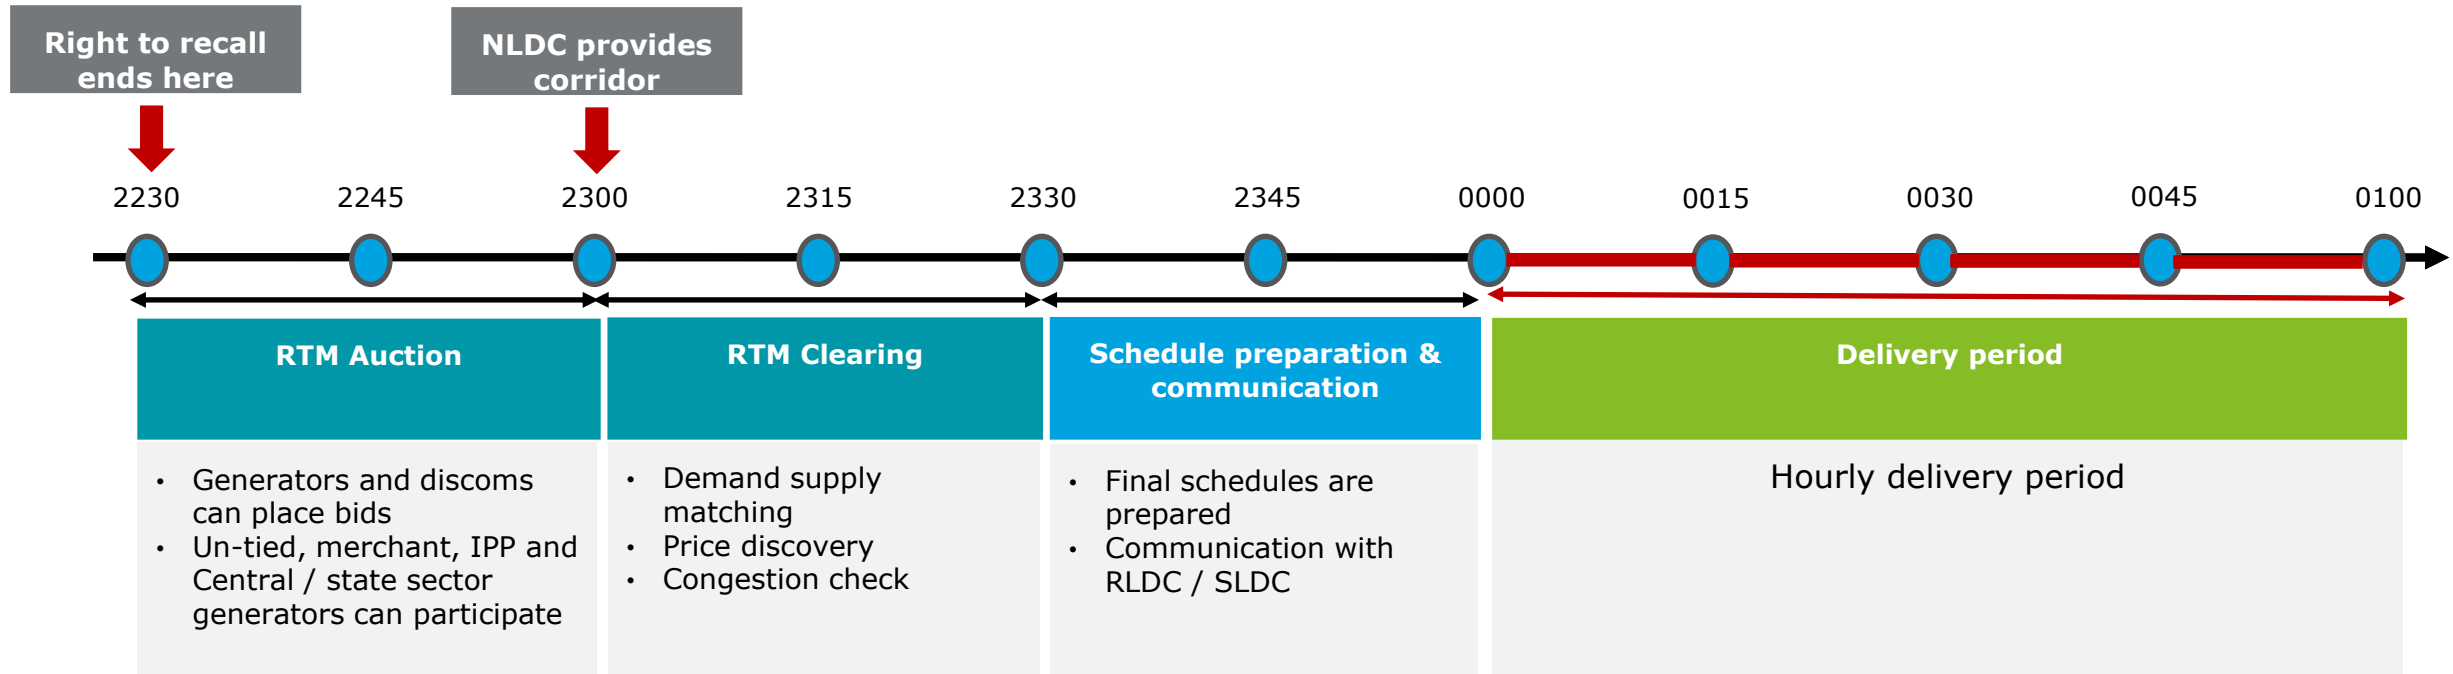 Right to recall
ends here
NLDC provides
corridor
2230
2245
2300
2315
2330
2345
0000
0015
0030
0045
0100
RTM Auction
RTM Clearing
Schedule preparation &
communication
Delivery period
• Generators and discoms
can place bids
• Un-tied, merchant, IPP and
Central / state sector
generators can participate
• Demand supply
matching
• Price discovery
• Congestion check
• Final schedules are
prepared
• Communication with
RLDC / SLDC
Hourly delivery period